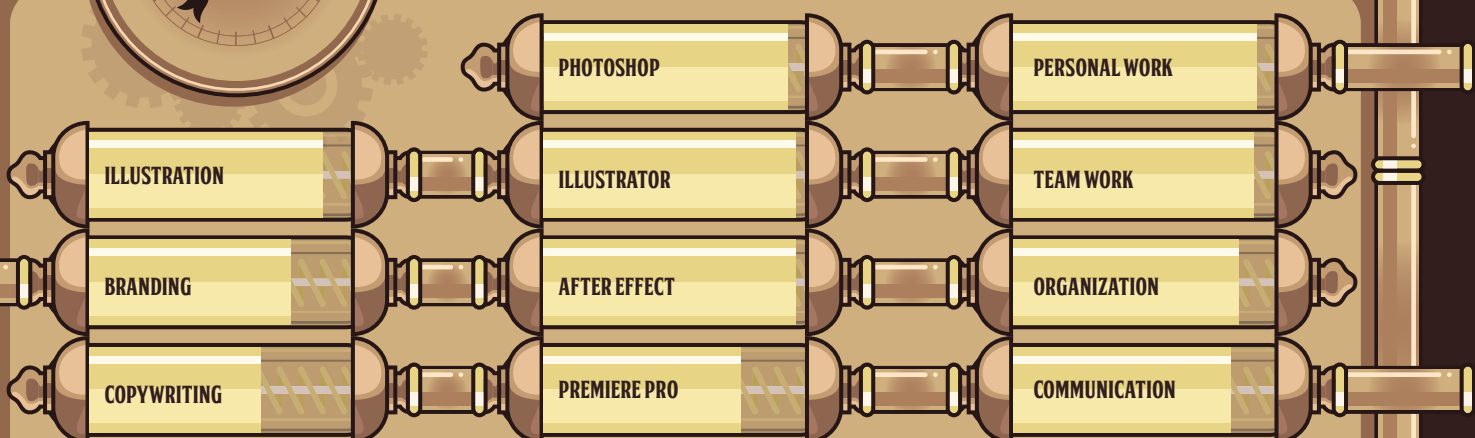 PHOTOSHOP
PERSONAL WORK
ILLUSTRATION
ILLUSTRATOR
TEAM WORK
BRANDING
AFTER EFFECT
ORGANIZATION
COPYWRITING
PREMIERE PRO
COMMUNICATION